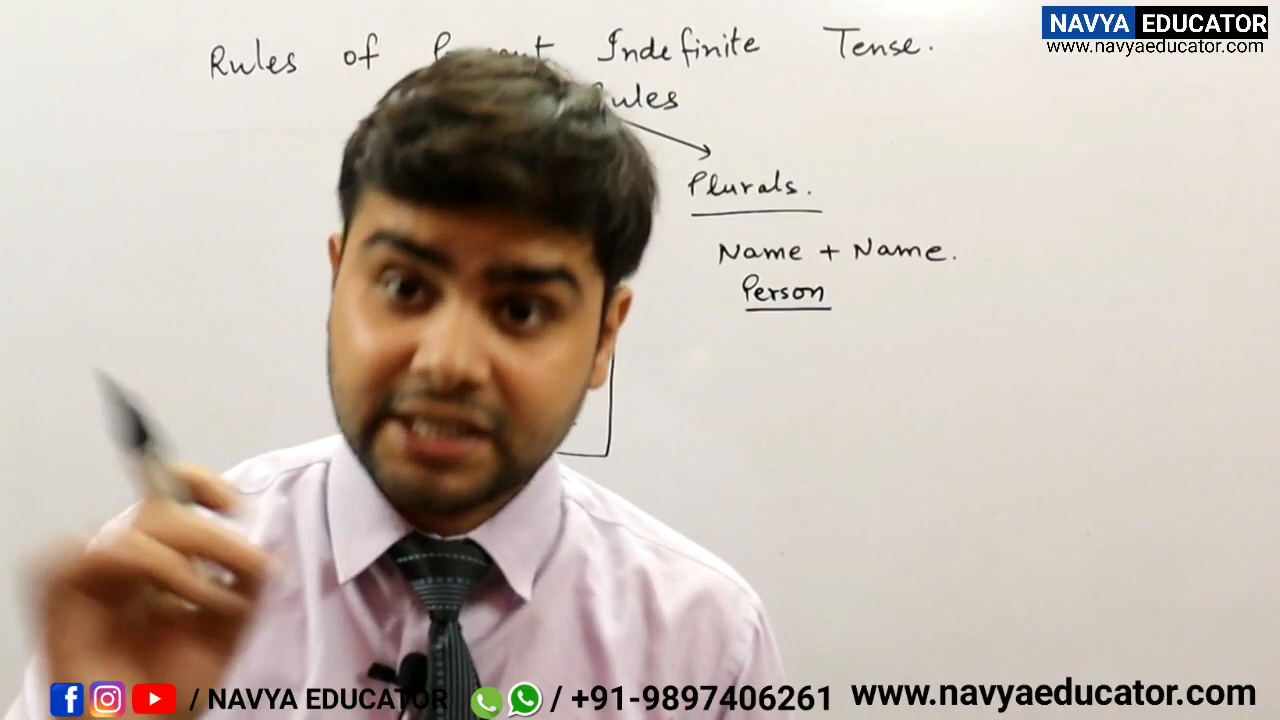 NAVYA EDUCATOR
www.navyaeducator.com
Rules of Indefinite Tense.
Rules
Plurals.
Name + Name.
Person
/ NAVYA EDUCATOR / +91-9897406261 www.navyaeducator.com